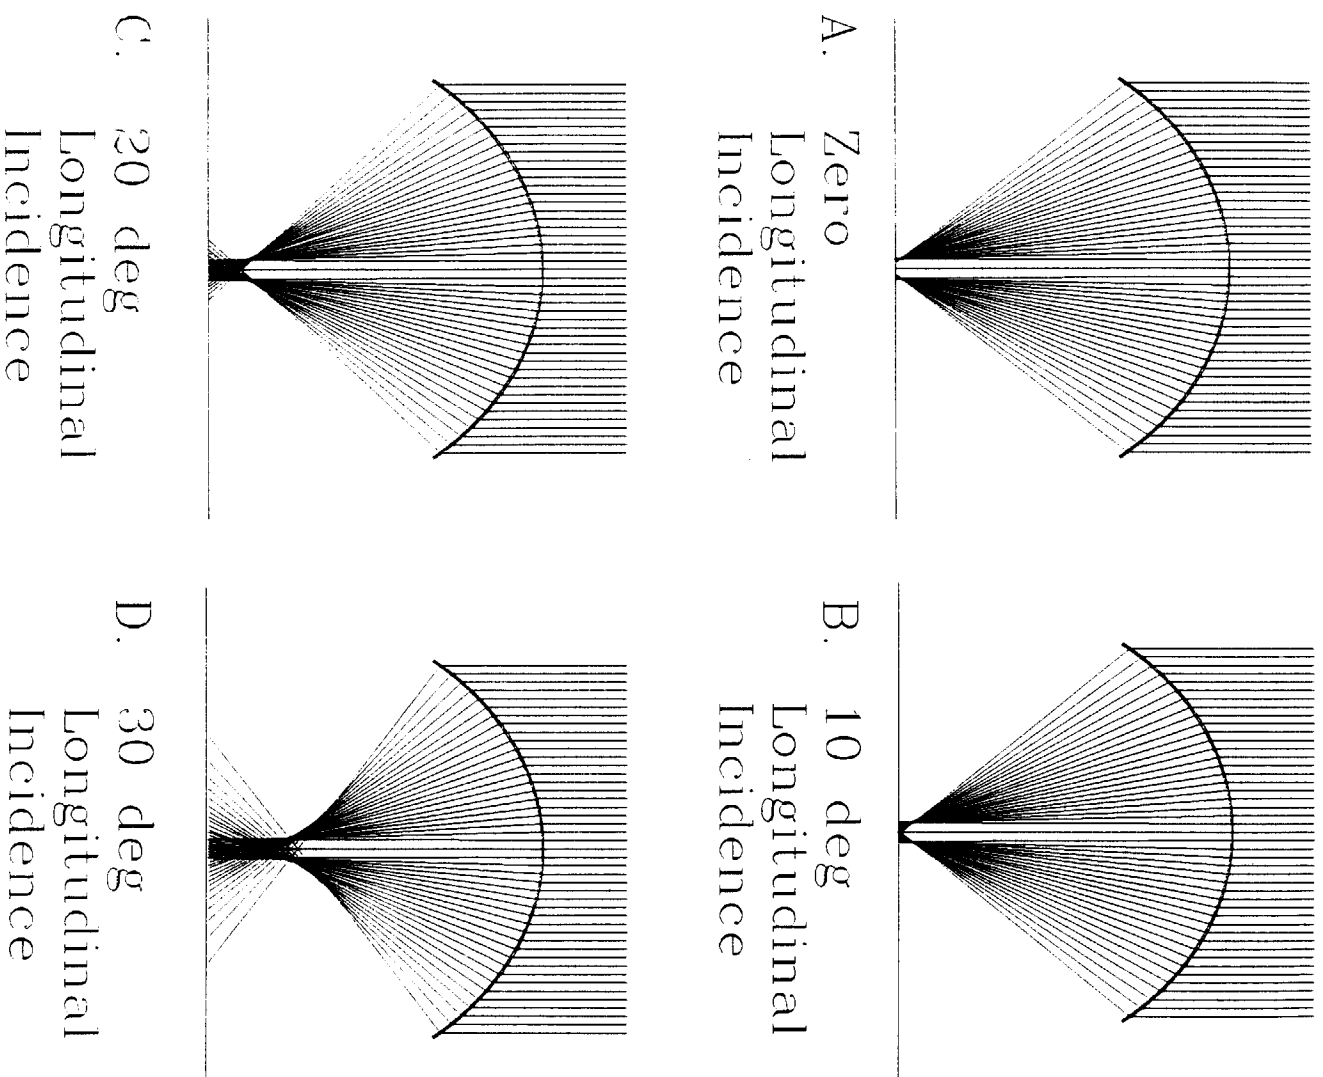 A. Zero
Longitudinal
Incidence
B. 10 deg
Longitudinal
Incidence
C. 20 deg
Longitudinal
Incidence
D. 30 deg
Longitudinal
Incidence